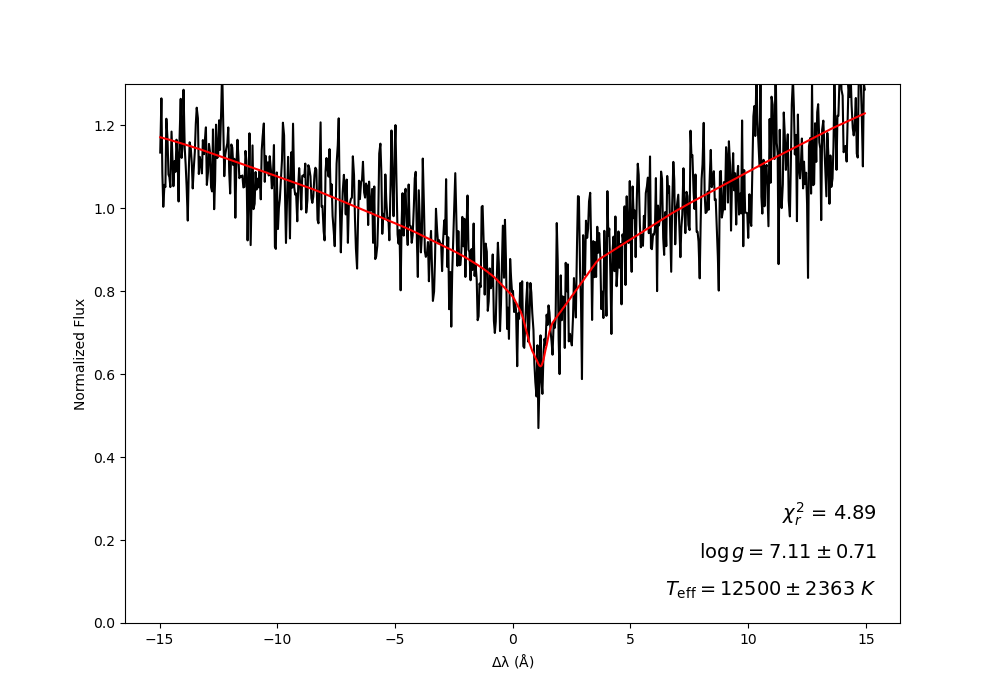 1.2
1.0
0.8
0.6
0.4
0.2
0.0
Normalized Flux
χ²ᵣ = 4.89
log g = 7.11 ± 0.71
T_eff = 12500 ± 2363 K
−15 −10 −5 0 5 10 15
Δλ (Å)